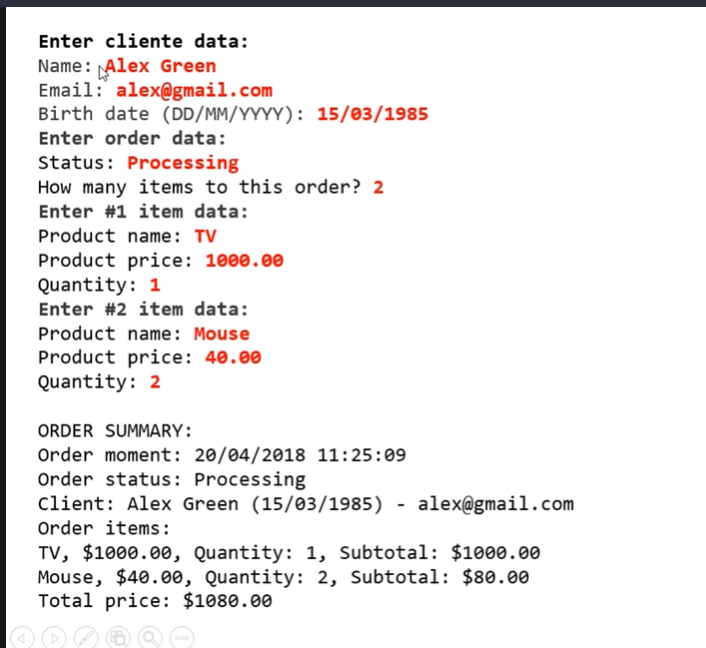 Enter cliente data:
Name: Alex Green
Email: alex@gmail.com
Birth date (DD/MM/YYYY): 15/03/1985
Enter order data:
Status: Processing
How many items to this order? 2
Enter #1 item data:
Product name: TV
Product price: 1000.00
Quantity: 1
Enter #2 item data:
Product name: Mouse
Product price: 40.00
Quantity: 2
ORDER SUMMARY:
Order moment: 20/04/2018 11:25:09
Order status: Processing
Client: Alex Green (15/03/1985) - alex@gmail.com
Order items:
TV, $1000.00, Quantity: 1, Subtotal: $1000.00
Mouse, $40.00, Quantity: 2, Subtotal: $80.00
Total price: $1080.00